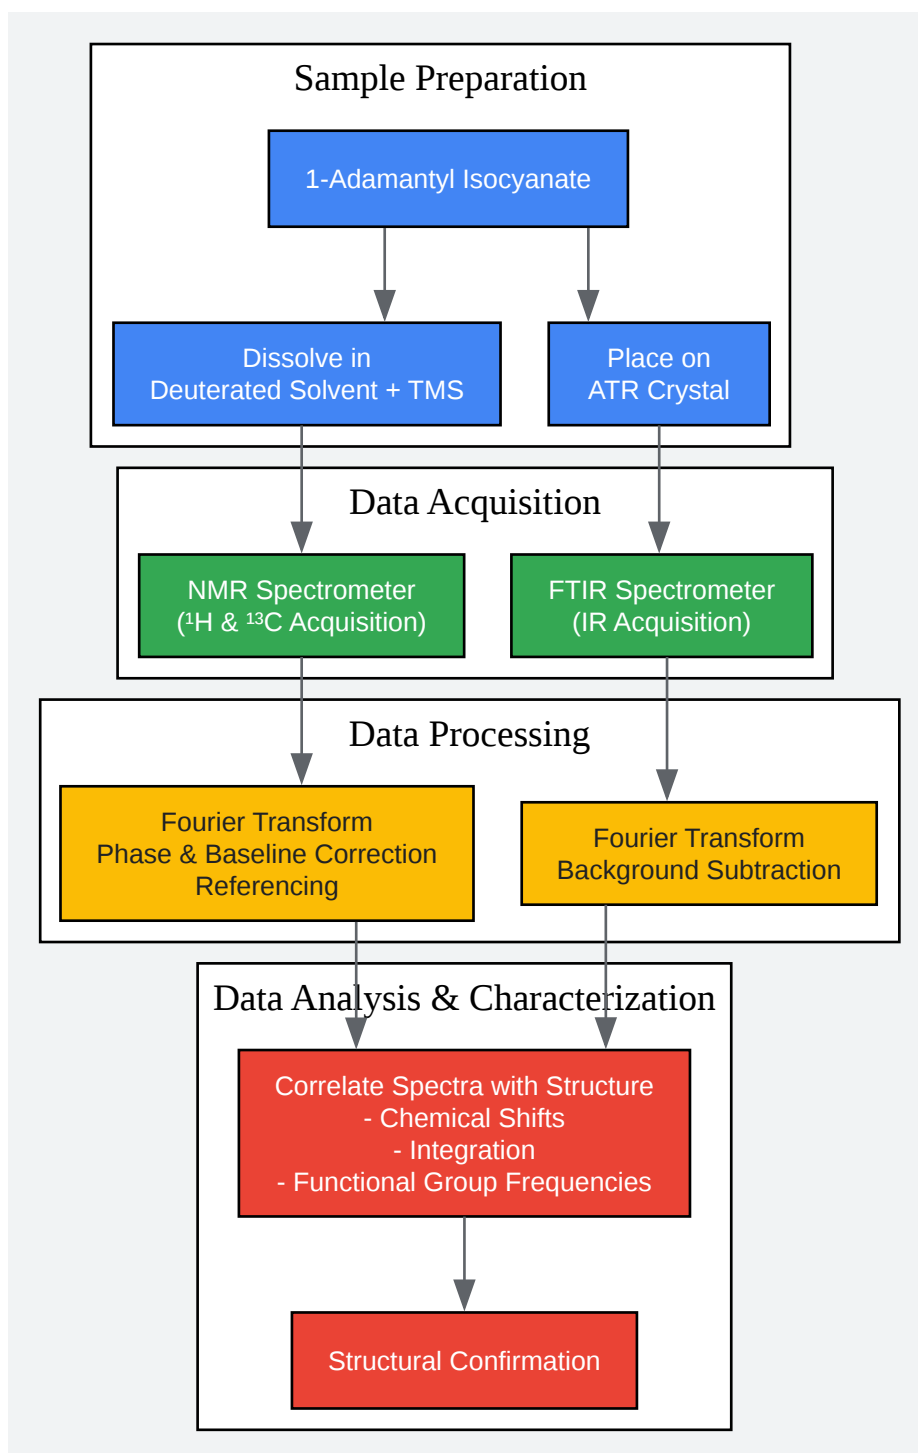 Sample Preparation
1-Adamantyl Isocyanate
Dissolve in
Deuterated Solvent + TMS
Place on
ATR Crystal
Data Acquisition
NMR Spectrometer
(¹H & ¹³C Acquisition)
FTIR Spectrometer
(IR Acquisition)
Data Processing
Fourier Transform
Phase & Baseline Correction
Referencing
Fourier Transform
Background Subtraction
Data Analysis & Characterization
Correlate Spectra with Structure
- Chemical Shifts
- Integration
- Functional Group Frequencies
Structural Confirmation